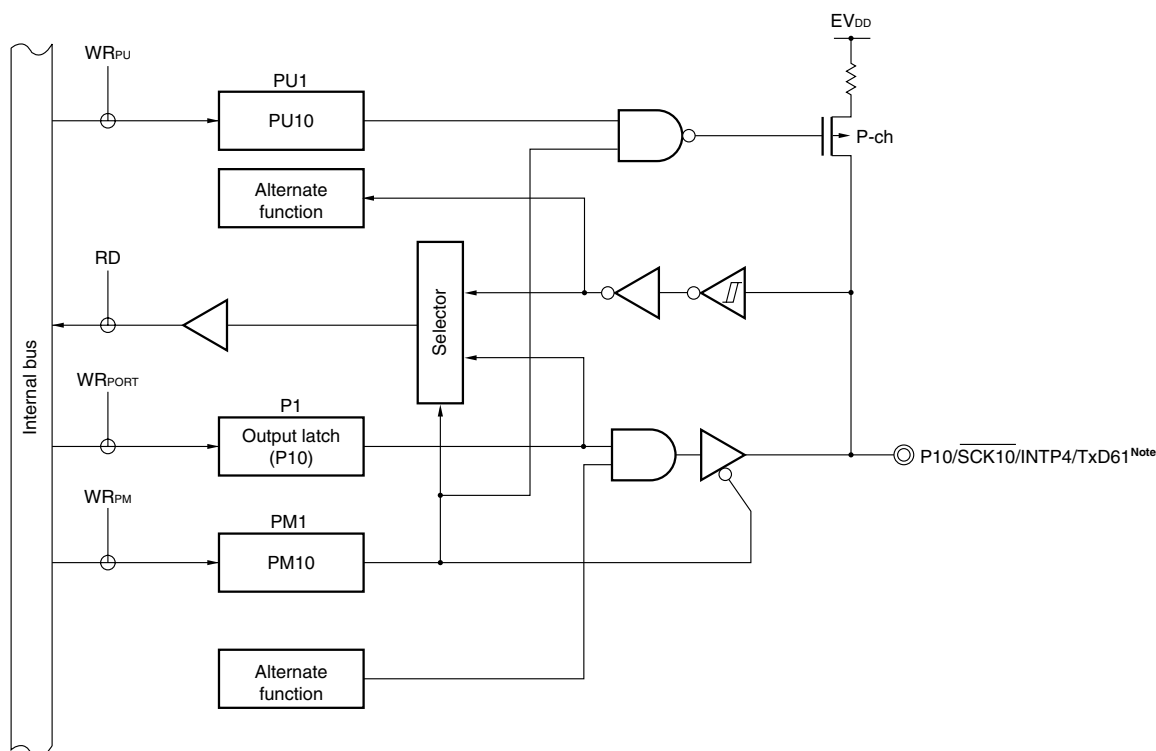 EVDD
WRPU
PU1
PU10
P-ch
Alternate
function
RD
Selector
Internal bus
WRPORT
P1
Output latch
(P10)
P10/SCK10/INTP4/TxD61Note
WRPM
PM1
PM10
Alternate
function